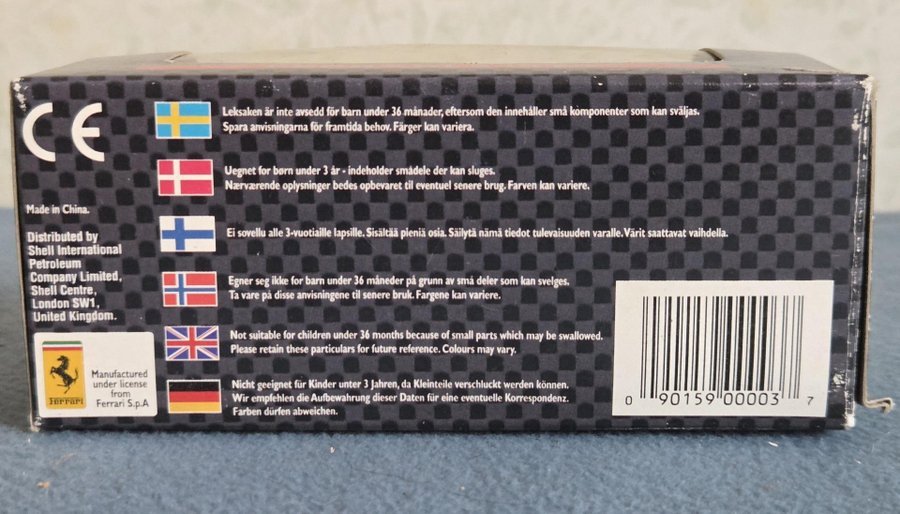 CE
Leksaken är inte avsedd för barn under 36 månader, eftersom den innehåller små komponenter som kan sväljas.
Spara anvisningarna för framtida behov. Färger kan variera.
Uegnet for børn under 3 år - indeholder smådele der kan sluges.
Nærværende oplysninger bedes opbevaret til eventuel senere brug. Farven kan variere.
Made in China.
Ei sovellu alle 3-vuotiaille lapsille. Sisältää pieniä osia. Säilytä nämä tiedot tulevaisuuden varalle. Värit saattavat vaihdella.
Distributed by
Shell International
Petroleum
Company Limited,
Shell Centre,
London SW1,
United Kingdom.
Egner seg ikke for barn under 36 måneder på grunn av små deler som kan svelges.
Ta vare på disse anvisningene til senere bruk. Fargene kan variere.
Not suitable for children under 36 months because of small parts which may be swallowed.
Please retain these particulars for future reference. Colours may vary.
Nicht geeignet für Kinder unter 3 Jahren, da Kleinteile verschluckt werden können.
Wir empfehlen die Aufbewahrung dieser Daten für eine eventuelle Korrespondenz.
Farben dürfen abweichen.
Ferrari
Manufactured
under license
from
Ferrari S.p.A
0 90159 00003 7